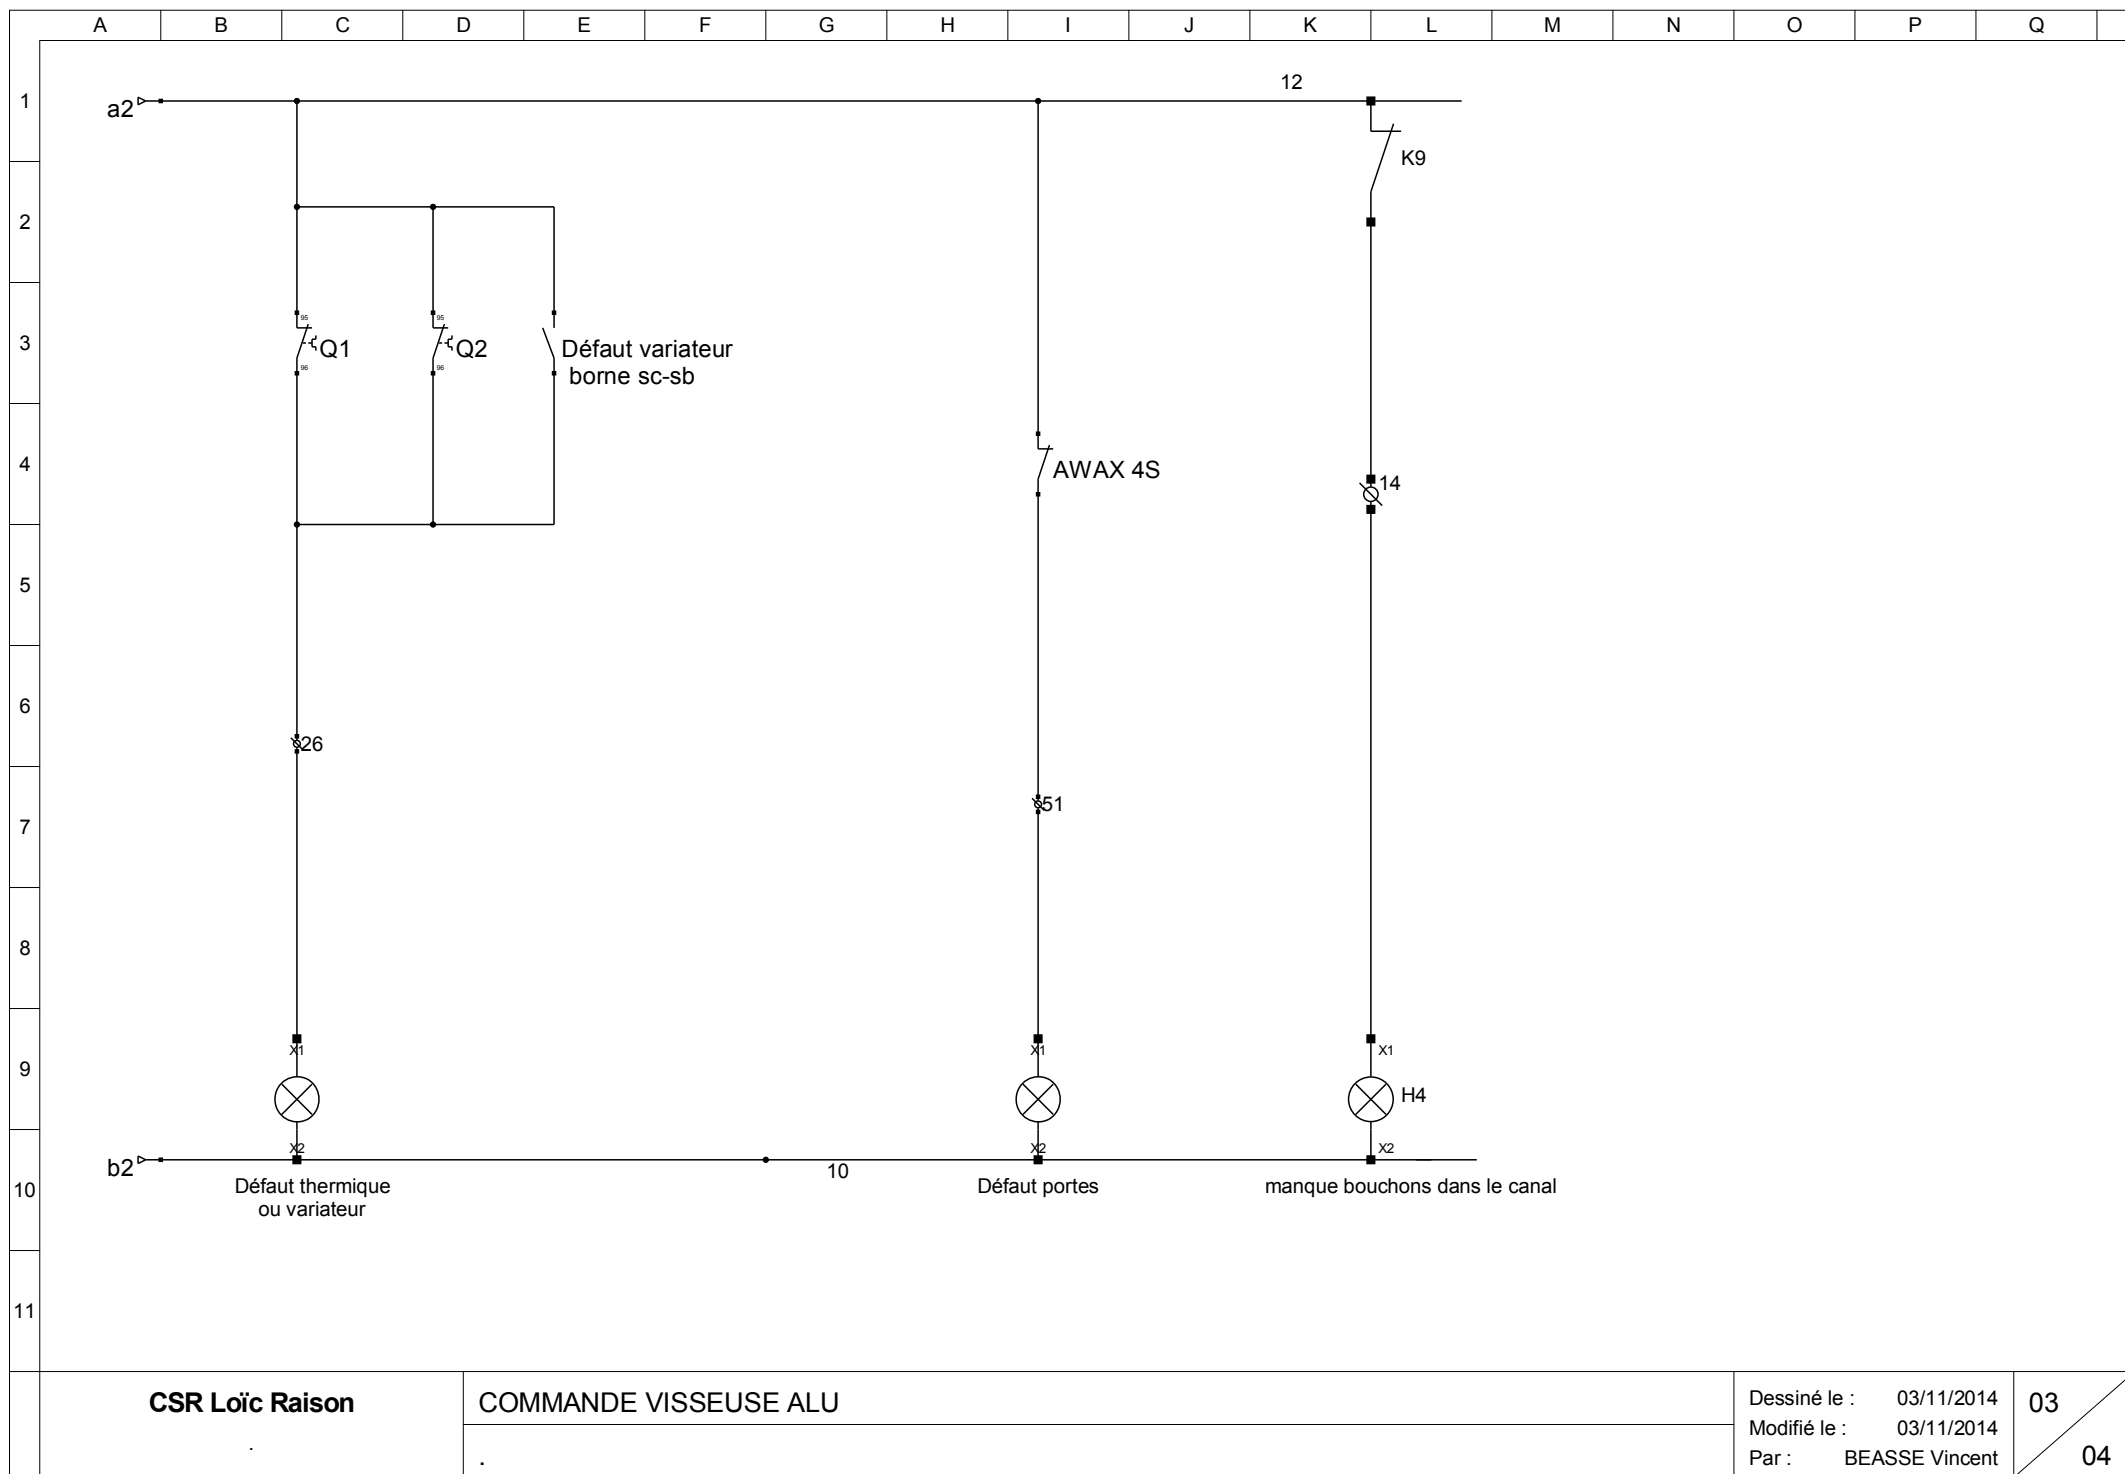 A B C D E F G H I J K L M N O P Q
12
1
a2
K9
2
95 95
3
Q1 Q2 Défaut variateur
borne sc-sb
96 96
4
AWAX 4S
14
5
6
26
51
7
8
X1 X1 X1
9
H4
X2 X2 X2
b2
10
10
Défaut thermique
ou variateur
Défaut portes
manque bouchons dans le canal
11
CSR Loïc Raison
.
COMMANDE VISSEUSE ALU
.
Dessiné le : 03/11/2014
Modifié le : 03/11/2014
Par : BEASSE Vincent
03
04